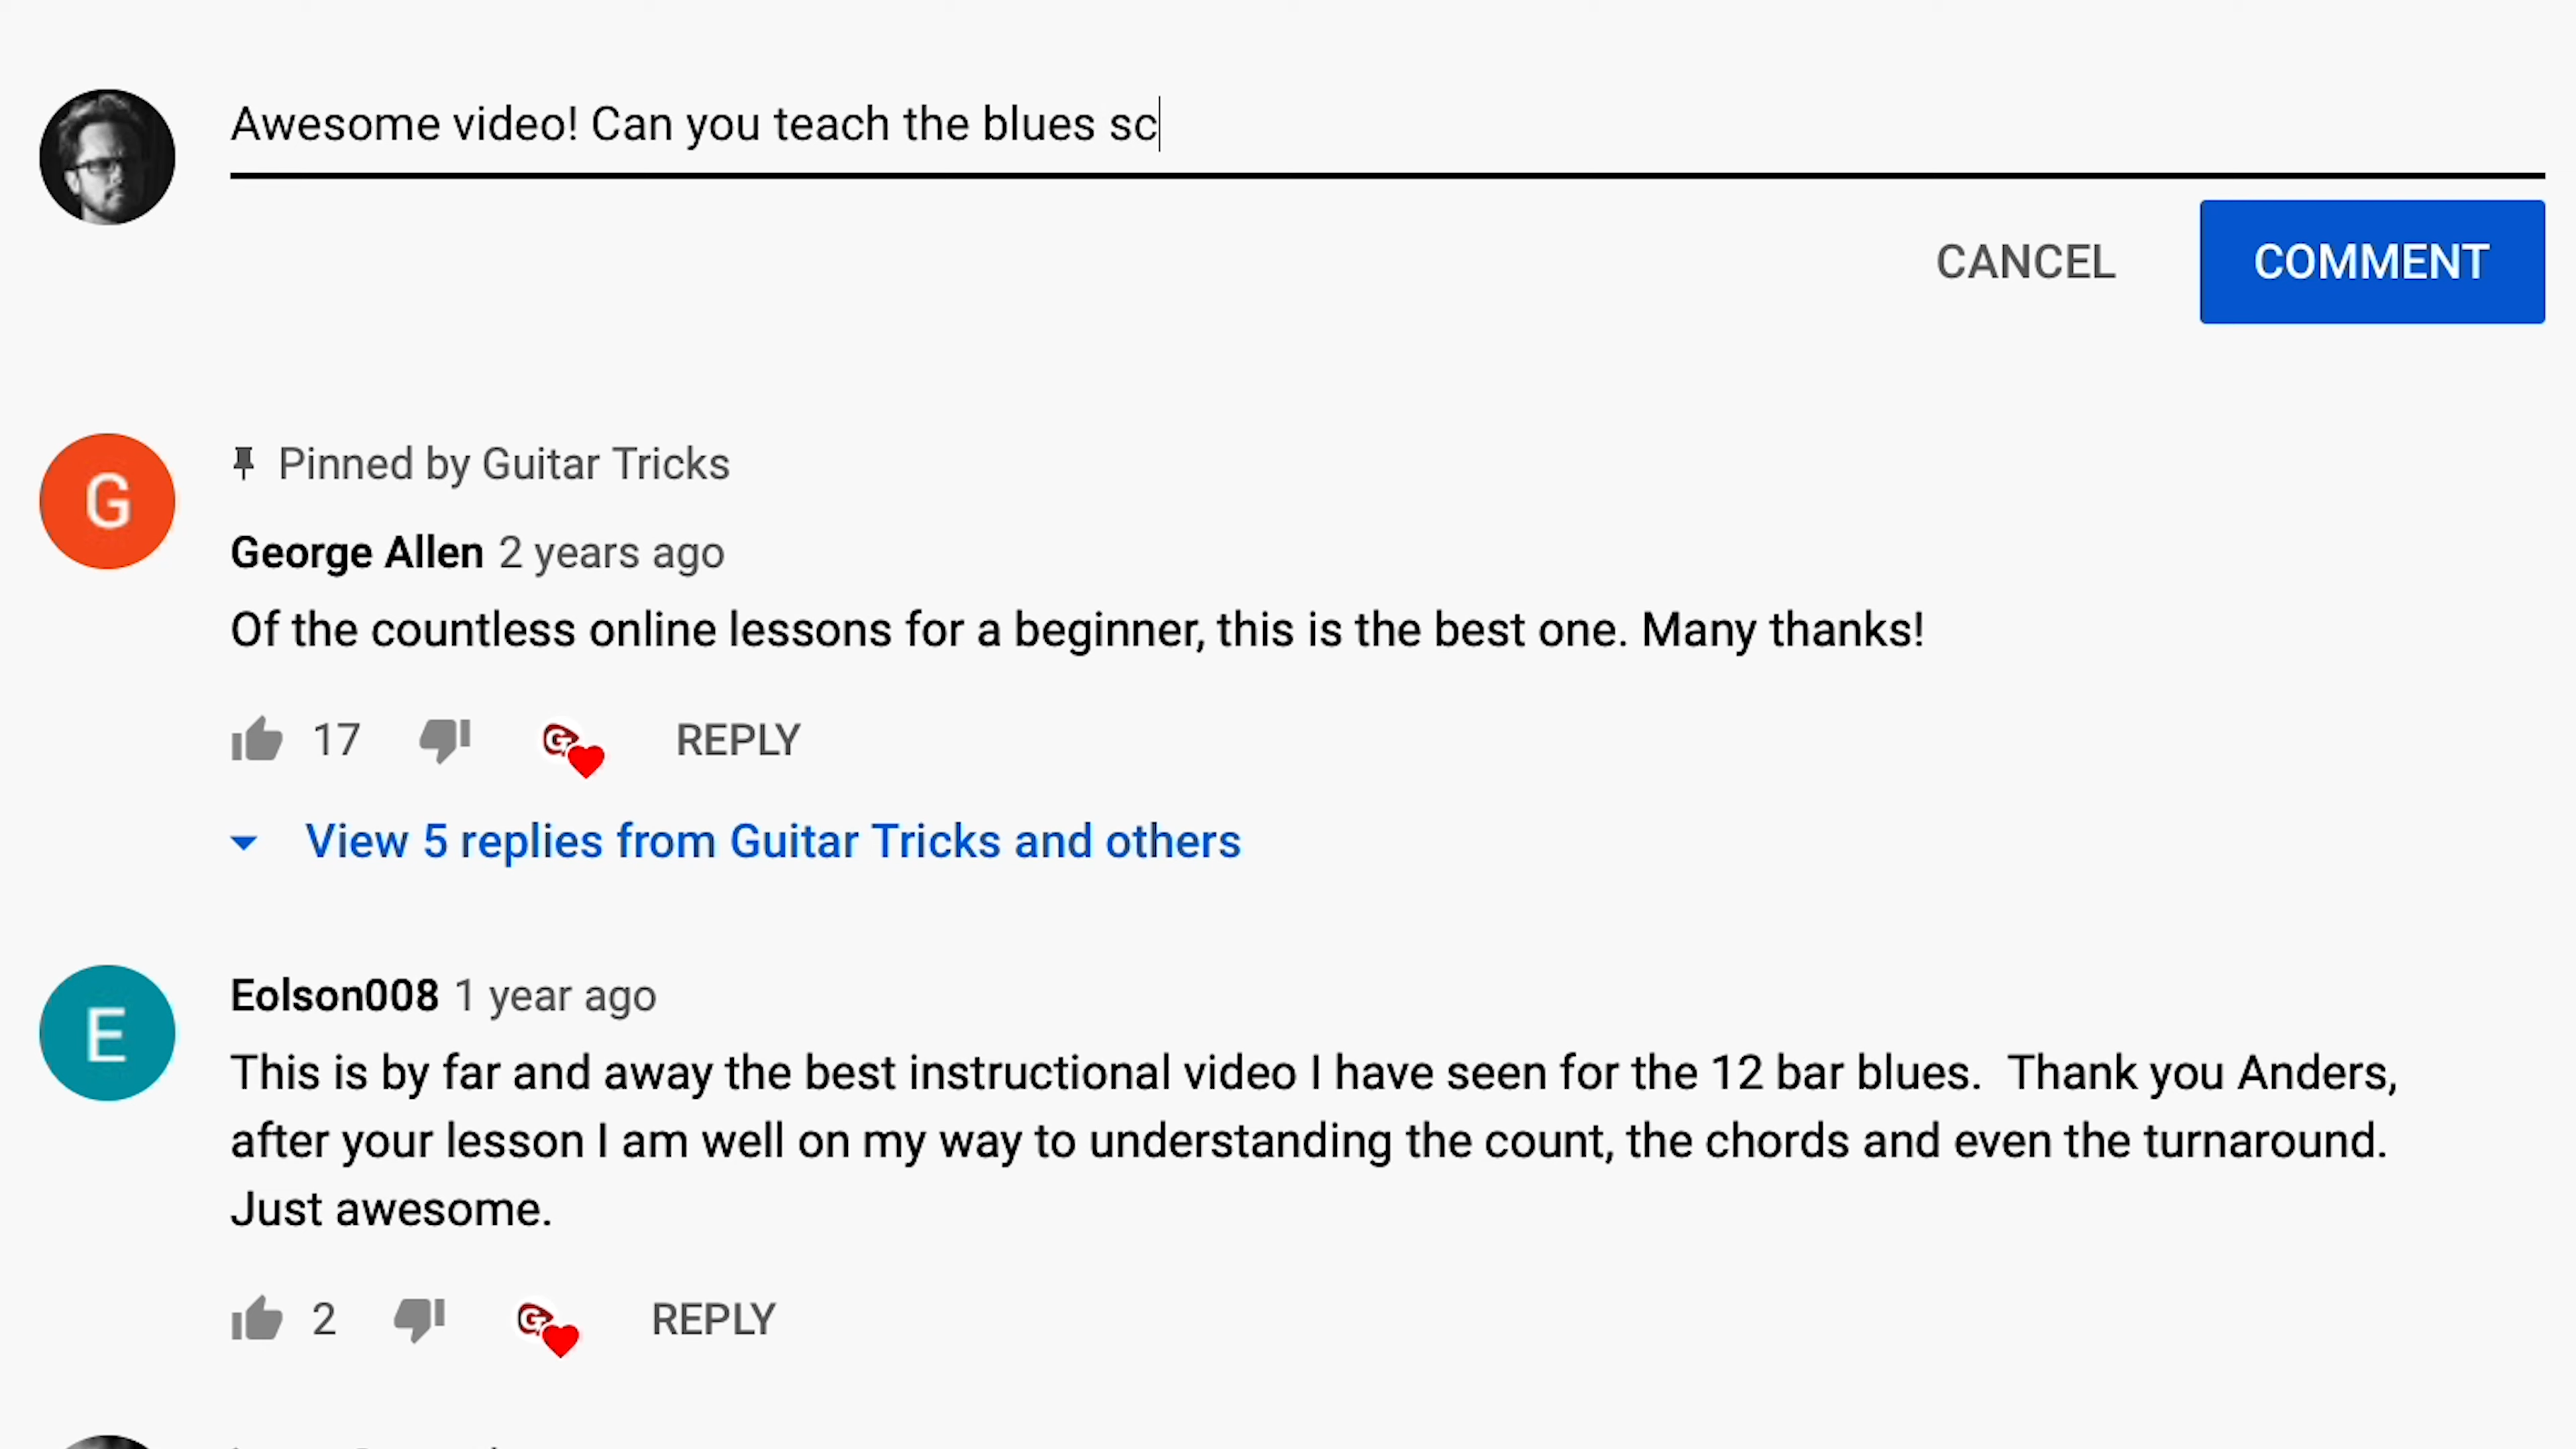 Awesome video! Can you teach the blues sc
CANCEL COMMENT
G
Pinned by Guitar Tricks
George Allen 2 years ago
Of the countless online lessons for a beginner, this is the best one. Many thanks!
17 G REPLY
View 5 replies from Guitar Tricks and others
E
Eolson008 1 year ago
This is by far and away the best instructional video I have seen for the 12 bar blues.  Thank you Anders,
after your lesson I am well on my way to understanding the count, the chords and even the turnaround.
Just awesome.
2 G REPLY